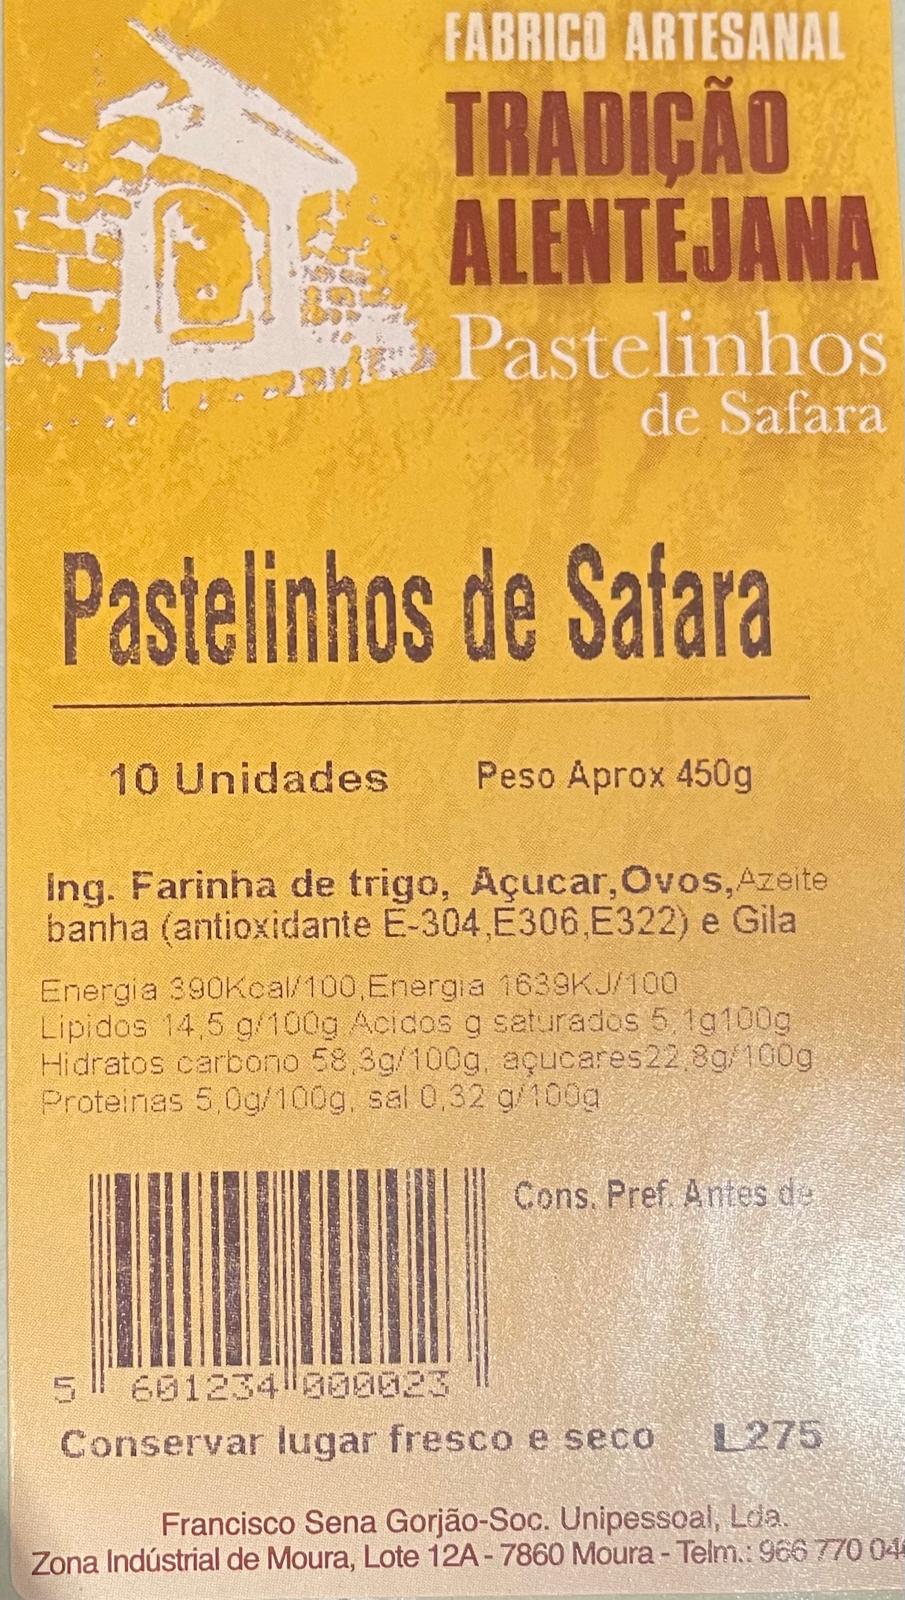 FABRICO ARTESANAL
TRADIÇÃO
ALENTEJANA
Pastelinhos
de Safara
Pastelinhos de Safara
10 Unidades Peso Aprox 450g
Ing. Farinha de trigo, Açucar,Ovos,Azeite
banha (antioxidante E-304,E306,E322) e Gila
Energia 390Kcal/100,Energia 1639KJ/100
Lipidos 14,5 g/100g Acidos g saturados 5,1g100g
Hidratos carbono 58,3g/100g, açucares22,8g/100g
Proteinas 5,0g/100g, sal 0,32 g/100g
Cons. Pref. Antes de
5 601234 000023
Conservar lugar fresco e seco L275
Francisco Sena Gorjão-Soc. Unipessoal, Lda.
Zona Indústrial de Moura, Lote 12A - 7860 Moura - Telm.: 966 770